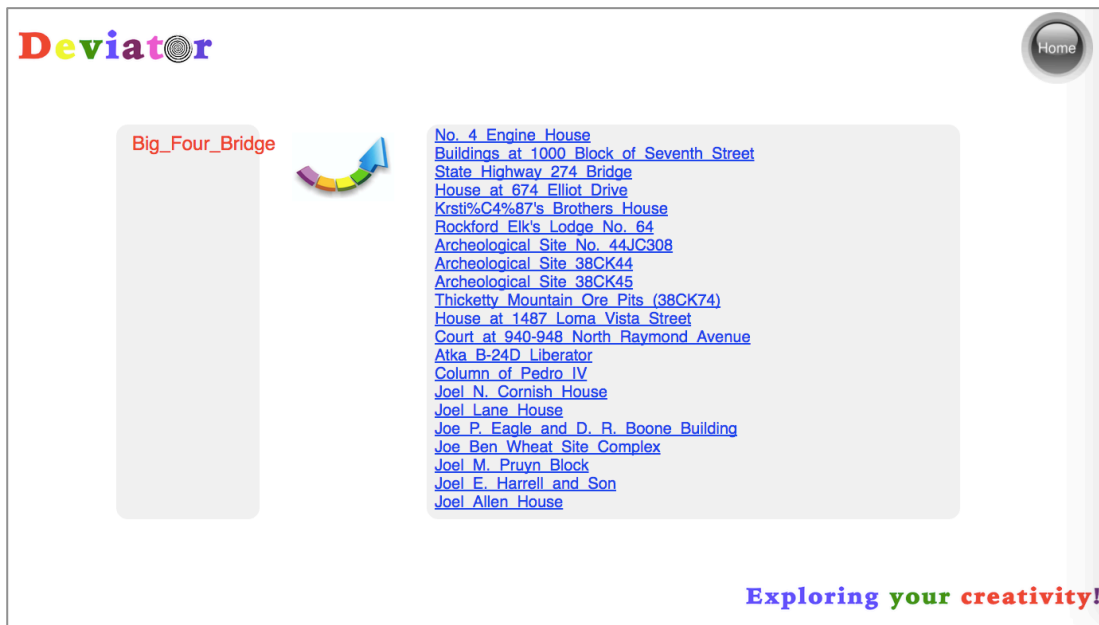 Deviator
Home
Big_Four_Bridge
No._4_Engine_House
Buildings_at_1000_Block_of_Seventh_Street
State_Highway_274_Bridge
House_at_674_Elliot_Drive
Krsti%C4%87's_Brothers_House
Rockford_Elk's_Lodge_No._64
Archeological_Site_No._44JC308
Archeological_Site_38CK44
Archeological_Site_38CK45
Thicketty_Mountain_Ore_Pits_(38CK74)
House_at_1487_Loma_Vista_Street
Court_at_940-948_North_Raymond_Avenue
Atka_B-24D_Liberator
Column_of_Pedro_IV
Joel_N._Cornish_House
Joel_Lane_House
Joe_P._Eagle_and_D._R._Boone_Building
Joe_Ben_Wheat_Site_Complex
Joel_M._Pruyn_Block
Joel_E._Harrell_and_Son
Joel_Allen_House
Exploring your creativity!